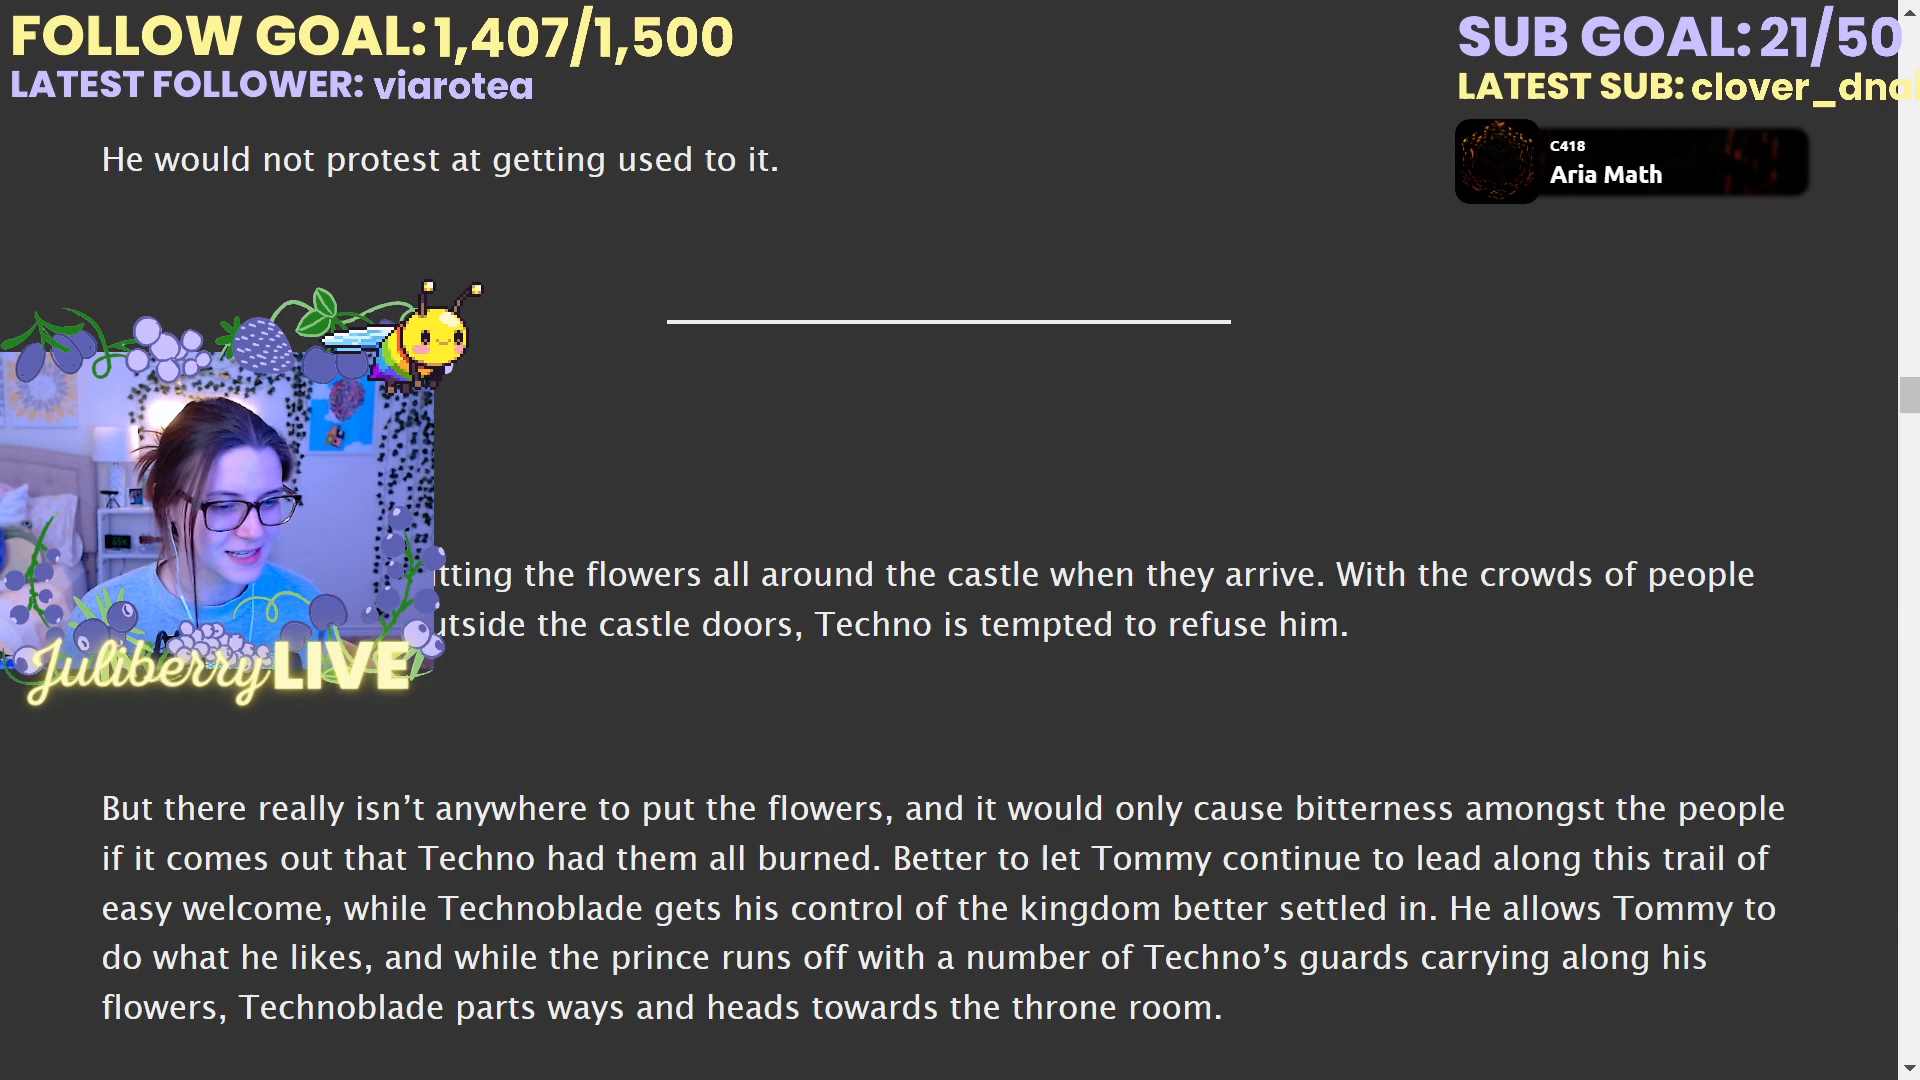 FOLLOW GOAL: 1,407/1,500
LATEST FOLLOWER: viarotea
SUB GOAL: 21/50
LATEST SUB: clover_dnai
C418
Aria Math
He would not protest at getting used to it.
the flowers all around the castle when they arrive. With the crowds of people
the castle doors, Techno is tempted to refuse him.
Juliberry LIVE
But there really isn’t anywhere to put the flowers, and it would only cause bitterness amongst the people
if it comes out that Techno had them all burned. Better to let Tommy continue to lead along this trail of
easy welcome, while Technoblade gets his control of the kingdom better settled in. He allows Tommy to
do what he likes, and while the prince runs off with a number of Techno’s guards carrying along his
flowers, Technoblade parts ways and heads towards the throne room.